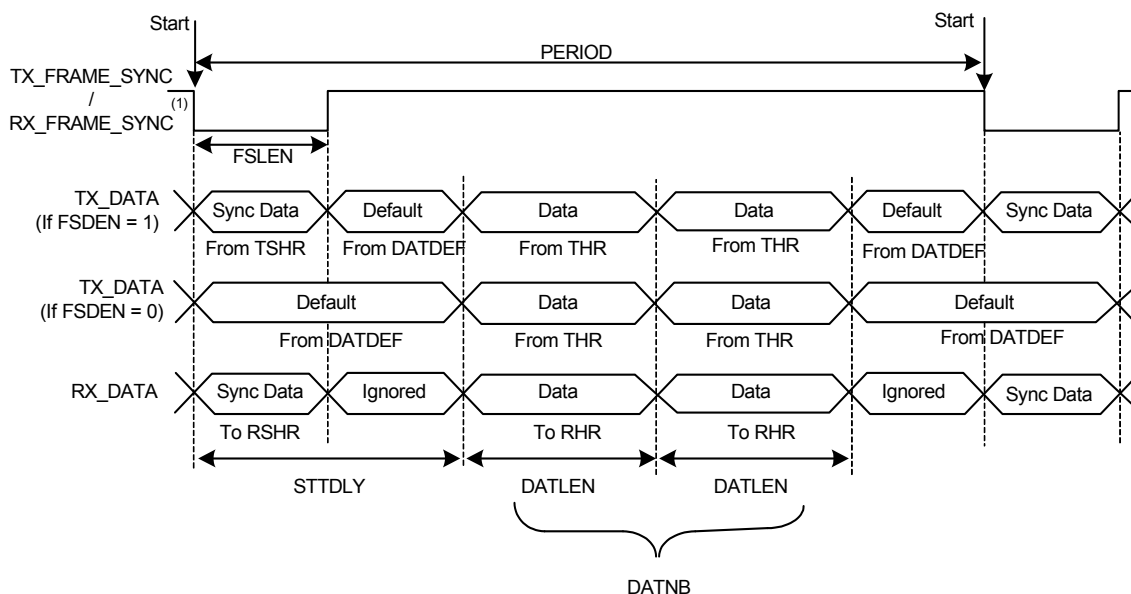 Start
Start
PERIOD
TX_FRAME_SYNC
/
RX_FRAME_SYNC
(1)
FSLEN
TX_DATA
(If FSDEN = 1)
Sync Data
Default
Data
Data
Default
Sync Data
From TSHR
From DATDEF
From THR
From THR
From DATDEF
TX_DATA
(If FSDEN = 0)
Default
Data
Data
Default
From DATDEF
From THR
From THR
From DATDEF
RX_DATA
Sync Data
Ignored
Data
Data
Ignored
Sync Data
To RSHR
To RHR
To RHR
STTDLY
DATLEN
DATLEN
DATNB